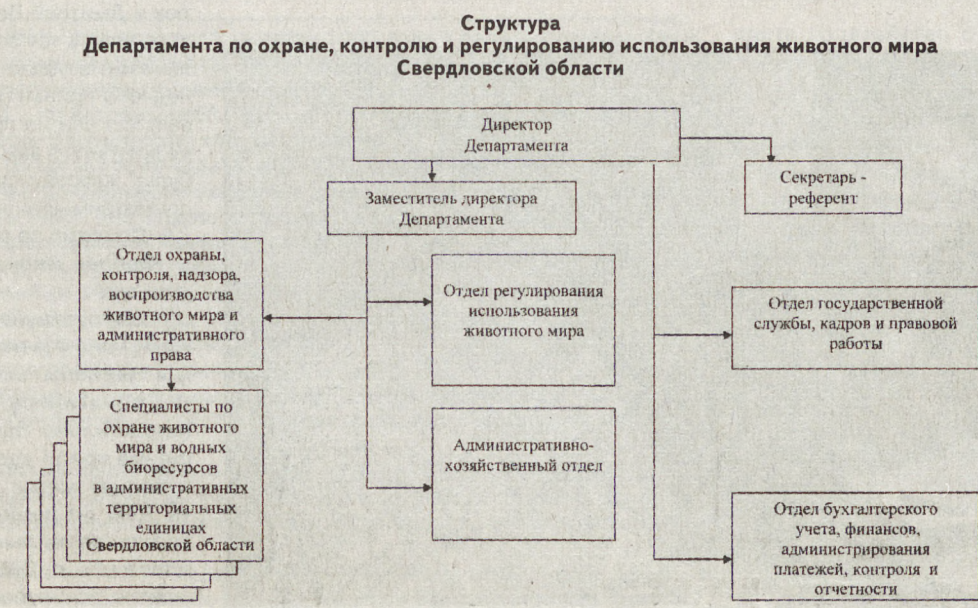 Структура
Департамента по охране, контролю и регулированию использования животного мира
Свердловской области
Директор
Департамента
Секретарь -
референт
Заместитель директора
Департамента
Отдел охраны,
контроля, надзора,
воспроизводства
животного мира и
административного
права
Отдел регулирования
использования
животного мира
Отдел государственной
службы, кадров и правовой
работы
Специалисты по
охране животного
мира и водных
биоресурсов
в административных
территориальных
единицах
Свердловской области
Административно-
хозяйственный отдел
Отдел бухгалтерского
учета, финансов,
администрирования
платежей, контроля и
отчетности